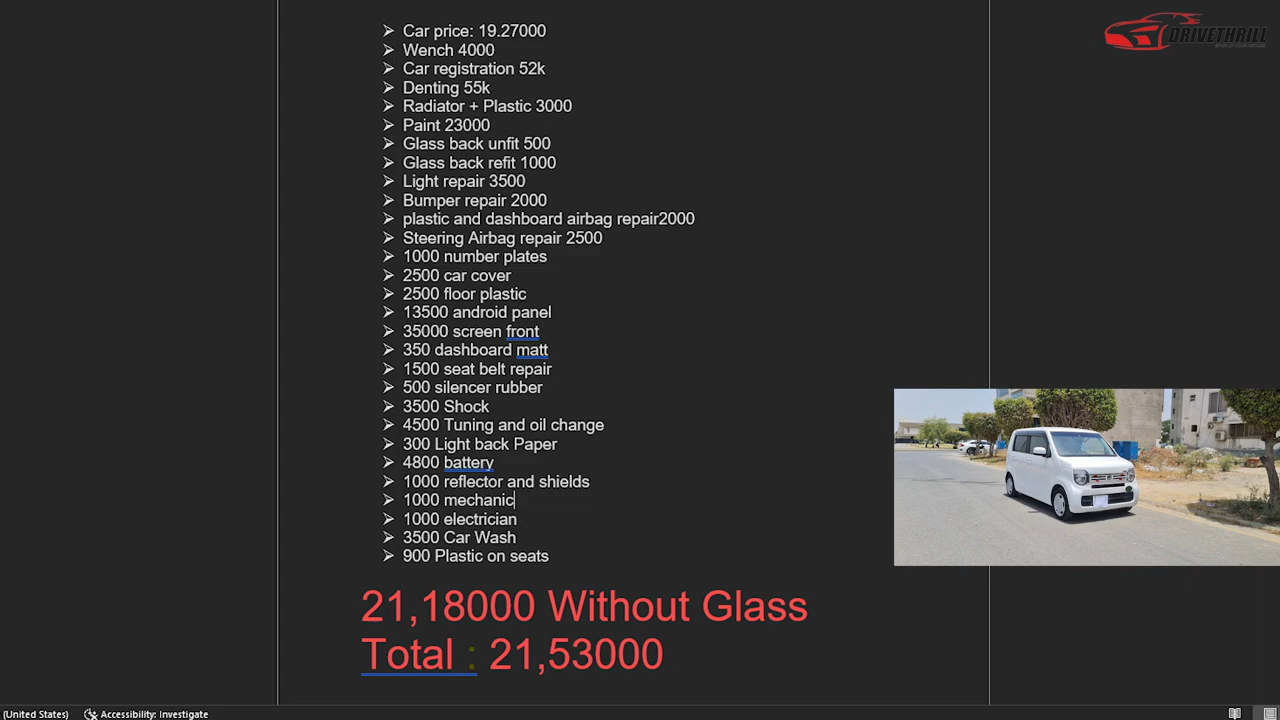 DRIVETHRILL
Car price: 19.27000
Wench 4000
Car registration 52k
Denting 55k
Radiator + Plastic 3000
Paint 23000
Glass back unfit 500
Glass back refit 1000
Light repair 3500
Bumper repair 2000
plastic and dashboard airbag repair2000
Steering Airbag repair 2500
1000 number plates
2500 car cover
2500 floor plastic
13500 android panel
35000 screen front
350 dashboard matt
1500 seat belt repair
500 silencer rubber
3500 Shock
4500 Tuning and oil change
300 Light back Paper
4800 battery
1000 reflector and shields
1000 mechanic
1000 electrician
3500 Car Wash
900 Plastic on seats
21,18000 Without Glass
Total : 21,53000
(United States) Accessibility: Investigate